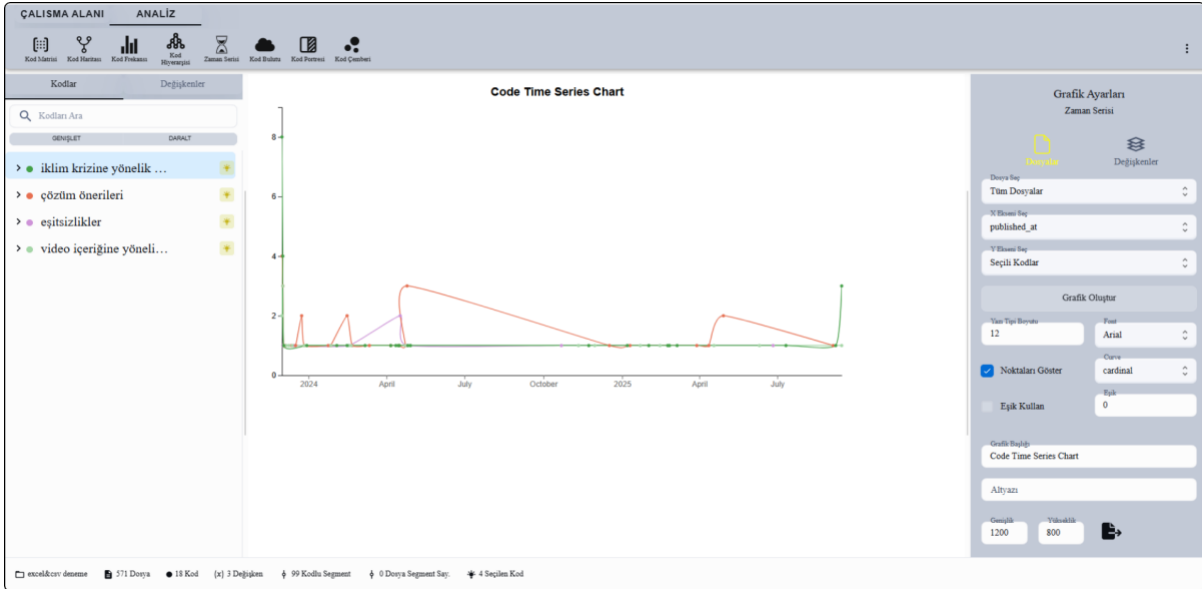 ÇALIŞMA ALANI ANALİZ
Kod Matrisi Kod Haritası Kod Frekansı Kod Hiyerarşisi Zaman Serisi Kod Bulutu Kod Portresi Kod Çemberi
Kodlar Değişkenler
Kodları Ara
GENİŞLET DARALT
iklim krizine yönelik ...
çözüm önerileri
eşitsizlikler
video içeriğine yöneli...
Code Time Series Chart
8
6
4
2
0
2024 April July October 2025 April July
Grafik Ayarları
Zaman Serisi
Dosyalar Değişkenler
Dosya Seç
Tüm Dosyalar
X Ekseni Seç
published_at
Y Ekseni Seç
Seçili Kodlar
Grafik Oluştur
Yazı Tipi Boyutu Font
12 Arial
Curve
Noktaları Göster cardinal
Eşik
Eşik Kullan 0
Grafik Başlığı
Code Time Series Chart
Altyazı
Genişlik Yükseklik
1200 800
excel&csv deneme 571 Dosya 18 Kod {x} 3 Değişken 99 Kodlu Segment 0 Dosya Segment Say. 4 Seçilen Kod